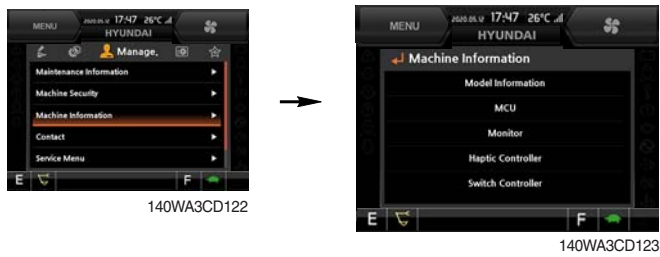 MENU
2020.05.12 17:47 26°C
HYUNDAI
Manage.
Maintenance Information
Machine Security
Machine Information
Contact
Service Menu
E
F
140WA3CD122
MENU
2020.05.12 17:47 26°C
HYUNDAI
Machine Information
Model Information
MCU
Monitor
Haptic Controller
Switch Controller
E
F
140WA3CD123